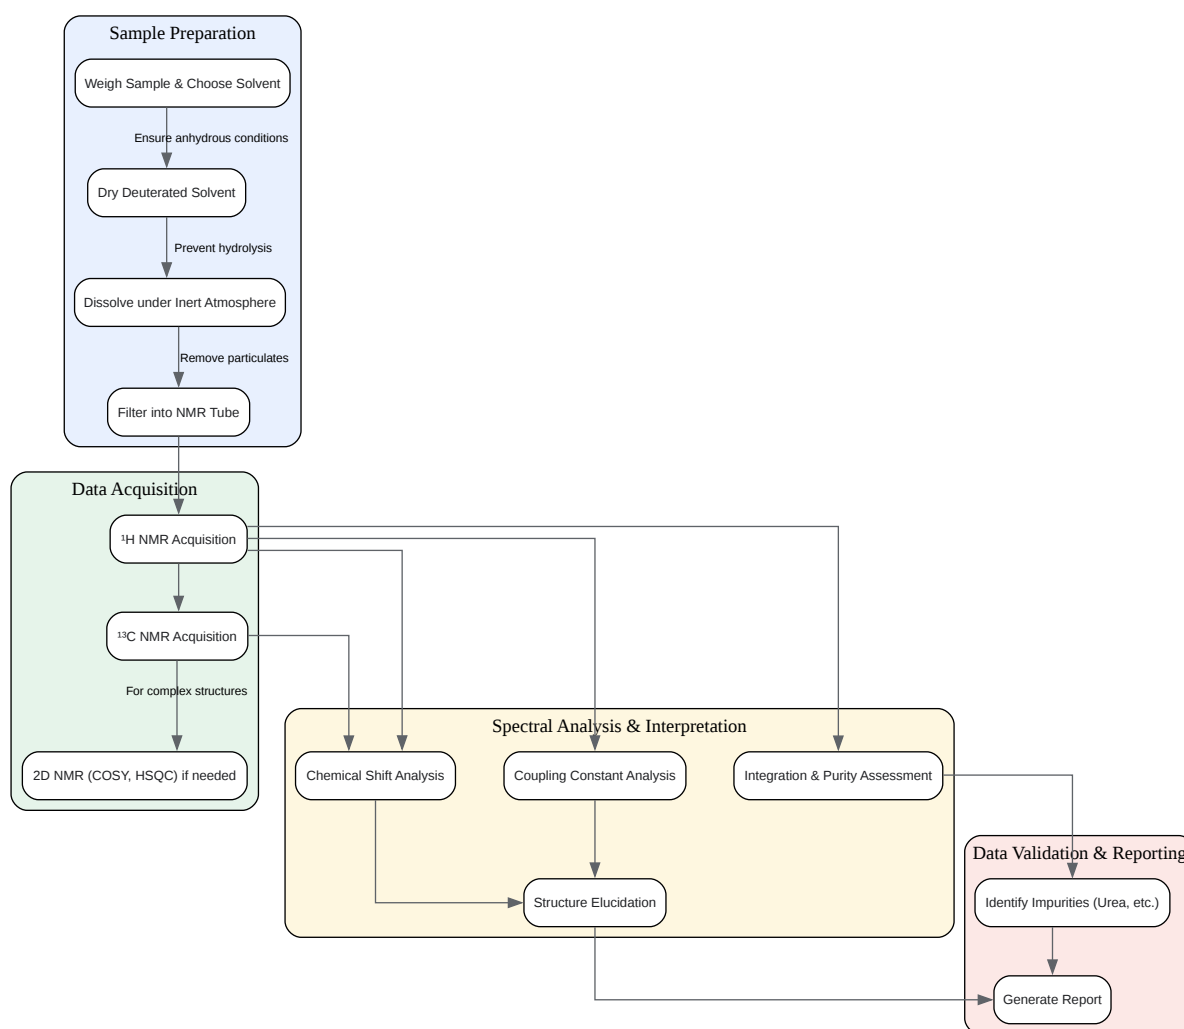 Sample Preparation
Weigh Sample & Choose Solvent
Ensure anhydrous conditions
Dry Deuterated Solvent
Prevent hydrolysis
Dissolve under Inert Atmosphere
Remove particulates
Filter into NMR Tube
Data Acquisition
¹H NMR Acquisition
¹³C NMR Acquisition
For complex structures
2D NMR (COSY, HSQC) if needed
Spectral Analysis & Interpretation
Chemical Shift Analysis
Coupling Constant Analysis
Integration & Purity Assessment
Structure Elucidation
Data Validation & Reporting
Identify Impurities (Urea, etc.)
Generate Report